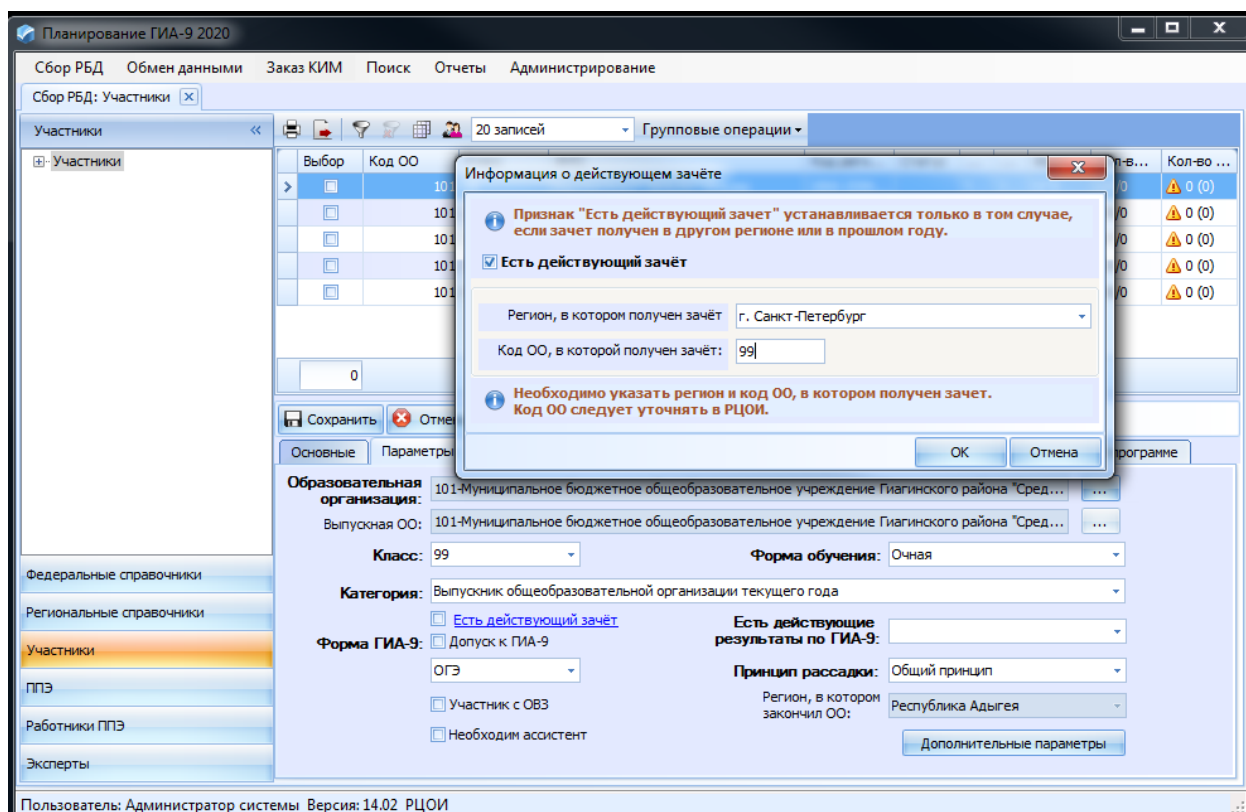 Планирование ГИА-9 2020
Сбор РБД Обмен данными Заказ КИМ Поиск Отчеты Администрирование
Сбор РБД: Участники
Участники « 20 записей Групповые операции
Участники
Выбор Код ОО л-в... Кол-во ...
101 /0 0 (0)
101 /0 0 (0)
101 /0 0 (0)
101 /0 0 (0)
101 /0 0 (0)
0
Информация о действующем зачёте
Признак "Есть действующий зачет" устанавливается только в том случае,
если зачет получен в другом регионе или в прошлом году.
Есть действующий зачёт
Регион, в котором получен зачёт г. Санкт-Петербург
Код ОО, в которой получен зачёт: 99
Необходимо указать регион и код ОО, в котором получен зачет.
Код ОО следует уточнять в РЦОИ.
ОК Отмена
Сохранить Отме
Основные Параметры программе
Образовательная организация: 101-Муниципальное бюджетное общеобразовательное учреждение Гиагинского района "Сред... ...
Выпускная ОО: 101-Муниципальное бюджетное общеобразовательное учреждение Гиагинского района "Сред... ...
Класс: 99 Форма обучения: Очная
Категория: Выпускник общеобразовательной организации текущего года
Есть действующий зачёт
Есть действующие
результаты по ГИА-9:
Форма ГИА-9: Допуск к ГИА-9
ОГЭ Принцип рассадки: Общий принцип
Участник с ОВЗ
Регион, в котором
закончил ОО: Республика Адыгея
Необходим ассистент
Дополнительные параметры
Федеральные справочники
Региональные справочники
Участники
ППЭ
Работники ППЭ
Эксперты
Пользователь: Администратор системы Версия: 14.02 РЦОИ